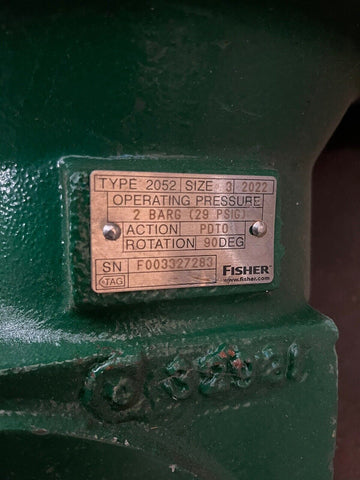 TYPE 2052 SIZE 3 2022
OPERATING PRESSURE
2 BARG (29 PSIG)
ACTION PDTO
ROTATION 90DEG
SN F003327283
TAG
FISHER
www.fisher.com